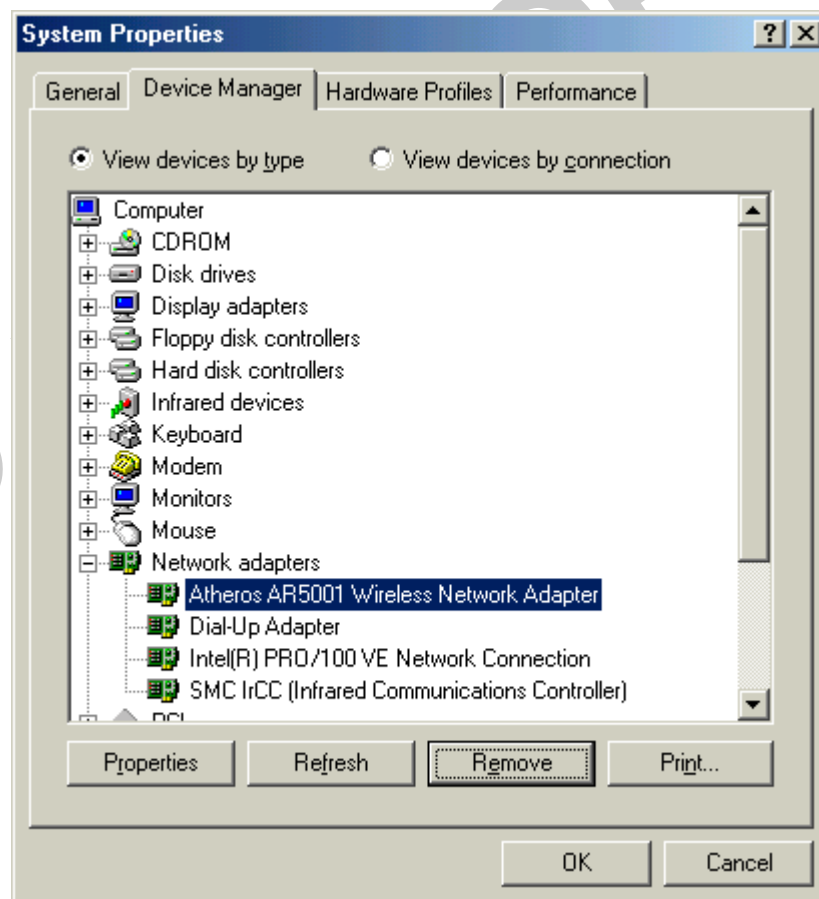 System Properties
General Device Manager Hardware Profiles Performance
View devices by type View devices by connection
Computer
CDROM
Disk drives
Display adapters
Floppy disk controllers
Hard disk controllers
Infrared devices
Keyboard
Modem
Monitors
Mouse
Network adapters
Atheros AR5001 Wireless Network Adapter
Dial-Up Adapter
Intel(R) PRO/100 VE Network Connection
SMC IrCC (Infrared Communications Controller)
Properties Refresh Remove Print...
OK Cancel